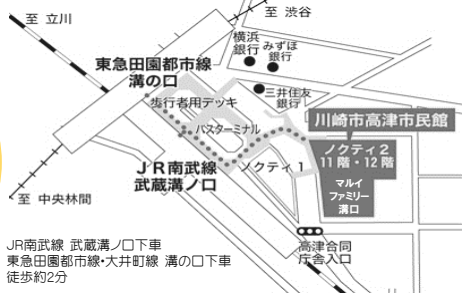 至 立川
至 渋谷
横浜
銀行
みずほ
銀行
東急田園都市線
溝の口
三井住友
銀行
歩行者用デッキ
川崎市高津市民館
バスターミナル
ノクティ2
11階・12階
JR南武線
武蔵溝ノ口
ノクティ1
マルイ
ファミリー
溝口
至 中央林間
高津合同
庁舎入口
JR南武線 武蔵溝ノ口下車
東急田園都市線・大井町線 溝の口下車
徒歩約2分